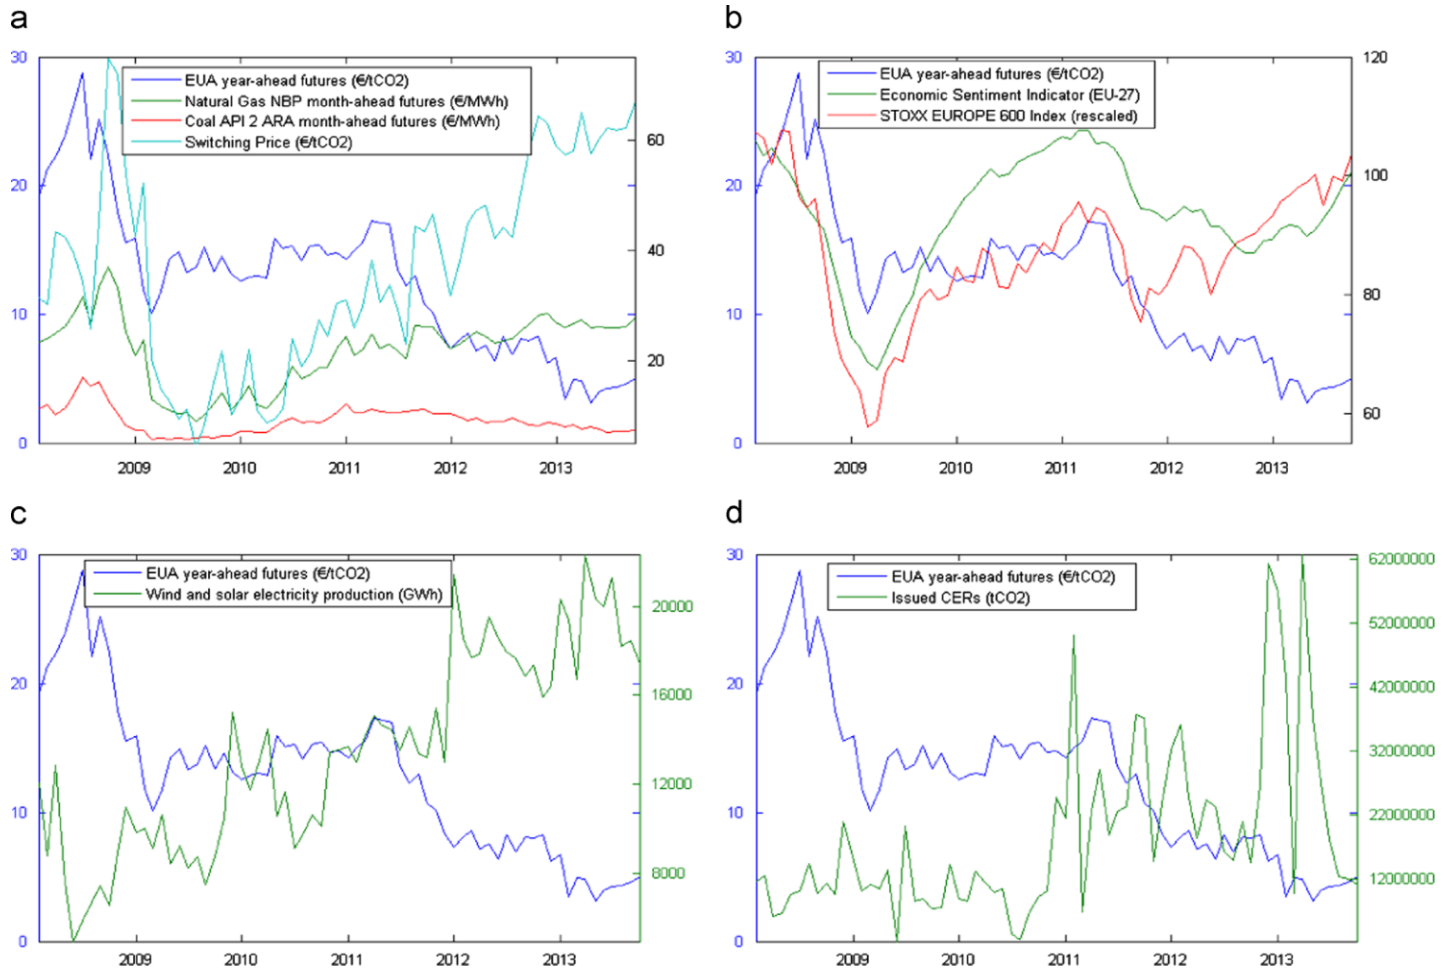 a
30
20
10
0
EUA year-ahead futures (€/tCO2)
Natural Gas NBP month-ahead futures (€/MWh)
Coal API 2 ARA month-ahead futures (€/MWh)
Switching Price (€/tCO2)
60
40
20
2009 2010 2011 2012 2013
b
30
20
10
0
EUA year-ahead futures (€/tCO2)
Economic Sentiment Indicator (EU-27)
STOXX EUROPE 600 Index (rescaled)
120
100
80
60
2009 2010 2011 2012 2013
c
30
20
10
0
EUA year-ahead futures (€/tCO2)
Wind and solar electricity production (GWh)
20000
16000
12000
8000
2009 2010 2011 2012 2013
d
30
20
10
0
EUA year-ahead futures (€/tCO2)
Issued CERs (tCO2)
62000000
52000000
42000000
32000000
22000000
12000000
2009 2010 2011 2012 2013